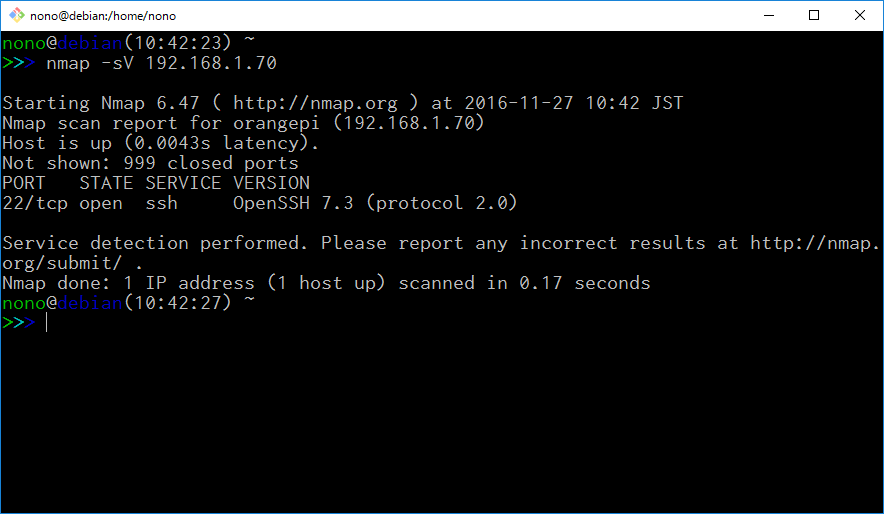 nono@debian:/home/nono
nono@debian(10:42:23) ~
>>> nmap -sV 192.168.1.70
Starting Nmap 6.47 ( http://nmap.org ) at 2016-11-27 10:42 JST
Nmap scan report for orangepi (192.168.1.70)
Host is up (0.0043s latency).
Not shown: 999 closed ports
PORT   STATE SERVICE VERSION
22/tcp open  ssh     OpenSSH 7.3 (protocol 2.0)
Service detection performed. Please report any incorrect results at http://nmap.
org/submit/ .
Nmap done: 1 IP address (1 host up) scanned in 0.17 seconds
nono@debian(10:42:27) ~
>>>